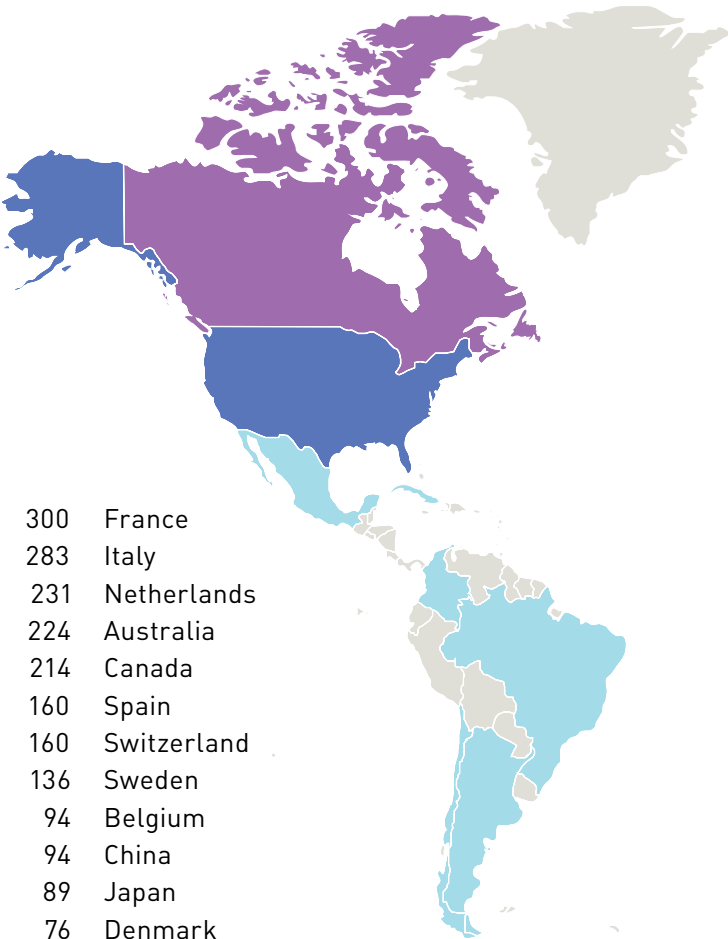 300 France
283 Italy
231 Netherlands
224 Australia
214 Canada
160 Spain
160 Switzerland
136 Sweden
94 Belgium
94 China
89 Japan
76 Denmark